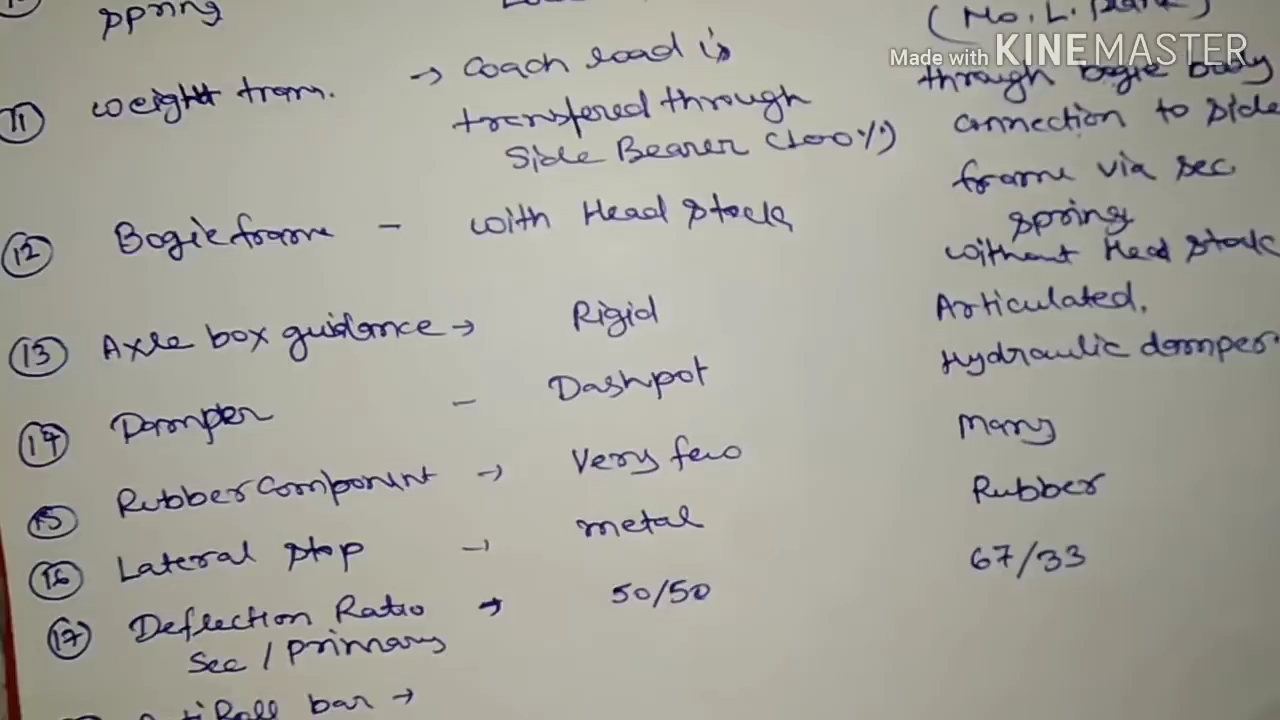 spring
(No. L. beam)
Made with KINEMASTER
11 weight tran. → Coach load is
transfered through
Side Bearer (100%)
through bogie body
connection to side
frame via sec
spring
12 Bogie frame - with Head stock
without Head stock
13 Axle box guidance → Rigid
Articulated.
14 Damper - Dashpot
Hydraulic damper
15 Rubber Component → Very few
Many
16 Lateral stop → metal
Rubber
17 Deflection Ratio → 50/50
67/33
Sec / primary
Roll bar →